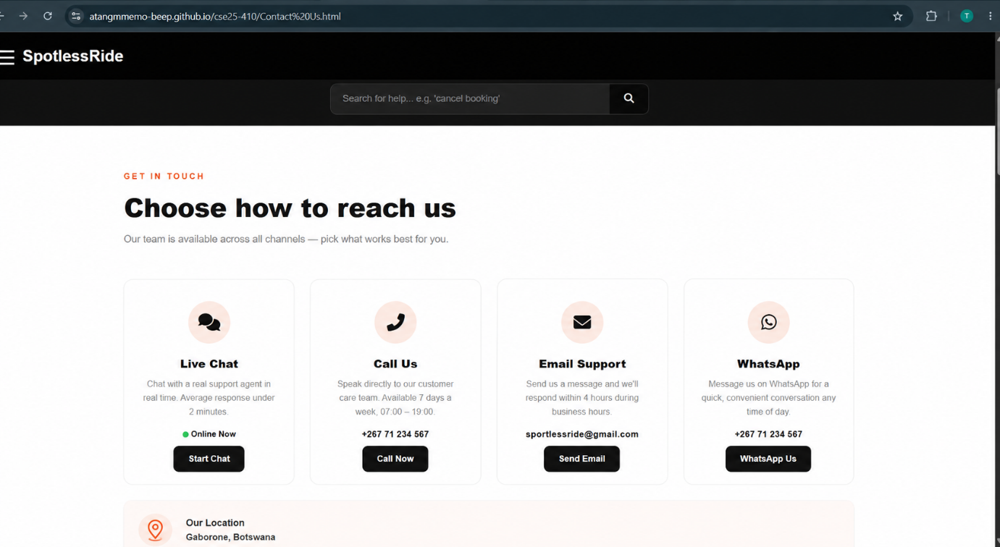 atangmmemo-beep.github.io/cse25-410/Contact%20Us.html
T
SpotlessRide
Search for help... e.g. 'cancel booking'
GET IN TOUCH
Choose how to reach us
Our team is available across all channels — pick what works best for you.
Live Chat
Chat with a real support agent in
real time. Average response under
2 minutes.
Online Now
Start Chat
Call Us
Speak directly to our customer
care team. Available 7 days a
week, 07:00 – 19:00.
+267 71 234 567
Call Now
Email Support
Send us a message and we'll
respond within 4 hours during
business hours.
sportlessride@gmail.com
Send Email
WhatsApp
Message us on WhatsApp for a
quick, convenient conversation any
time of day.
+267 71 234 567
WhatsApp Us
Our Location
Gaborone, Botswana